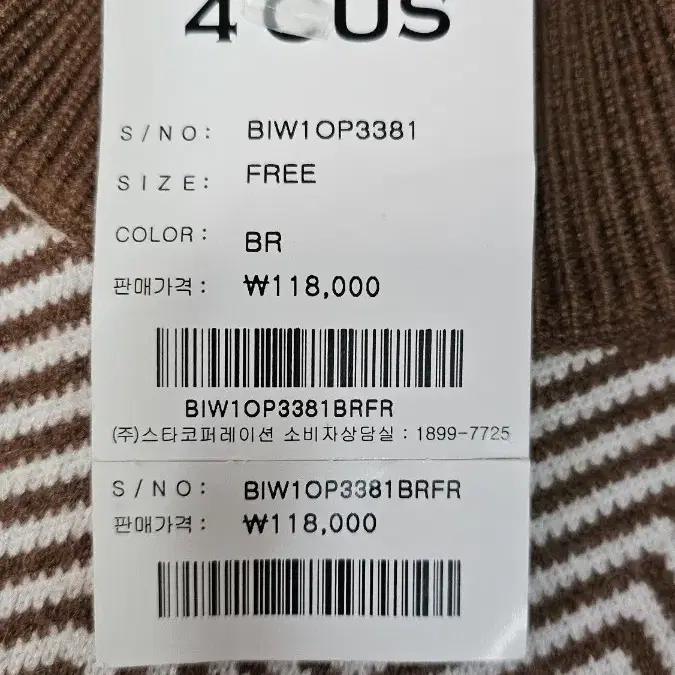 S/NO: BIW1OP3381
SIZE: FREE
COLOR: BR
판매가격: ₩118,000
BIW1OP3381BRFR
(주)스타코퍼레이션 소비자상담실 : 1899-7725
S/NO: BIW1OP3381BRFR
판매가격: ₩118,000